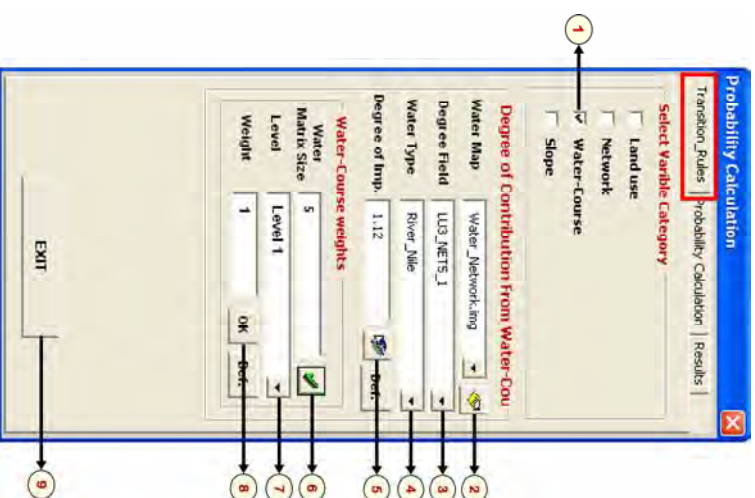 Probability Calculation
Transition_Rules Probability Calculation Results
Select Varible Category
Land use
Network
Water-Course
Slope
1
Degree of Contribution From Water-Cou
Water Map Water_Network.img
2
Degree Field LU3_NETS_1
3
Water Type River_Nile
4
Degree of Imp. 1.12 Def.
5
Water-Course weights
Water
Matrix Size 5
6
Level Level 1
7
Weight 1 OK Def.
8
EXIT
9